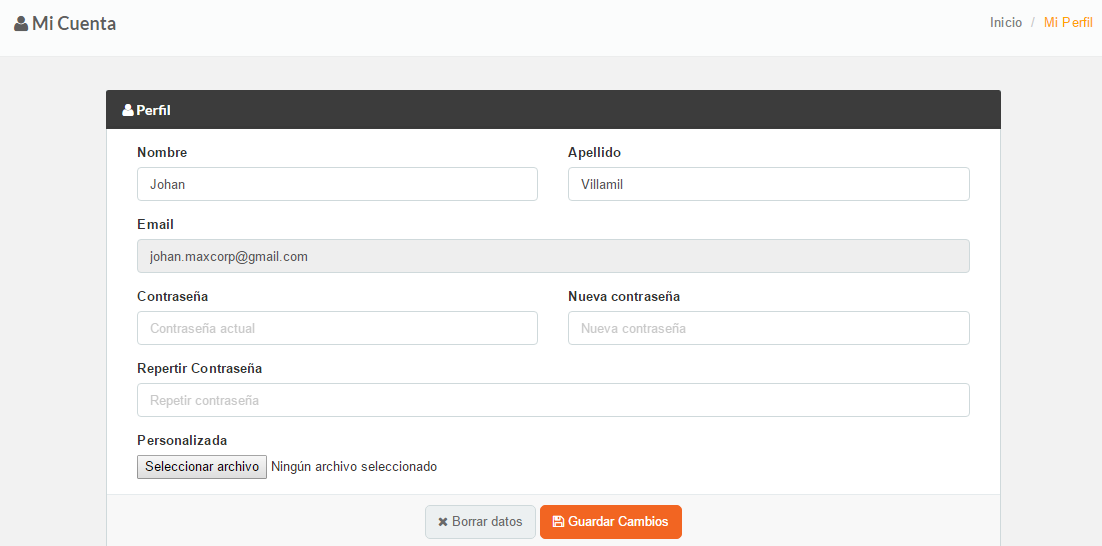 Mi Cuenta
Inicio / Mi Perfil
Perfil
Nombre Apellido
Johan Villamil
Email
johan.maxcorp@gmail.com
Contraseña Nueva contraseña
Contraseña actual Nueva contraseña
Repertir Contraseña
Repetir contraseña
Personalizada
Seleccionar archivo Ningún archivo seleccionado
Borrar datos Guardar Cambios